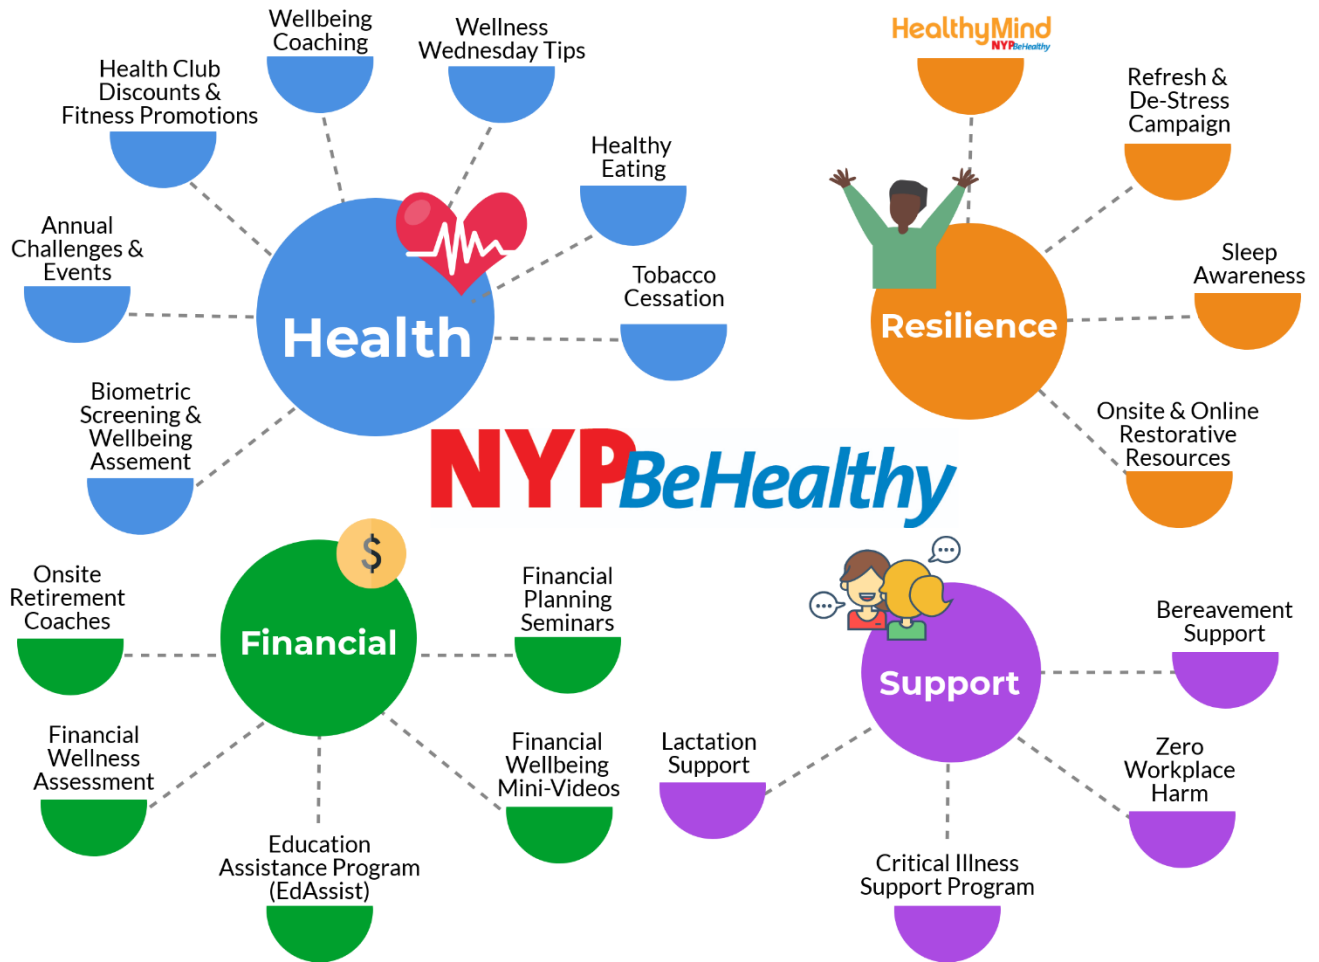 Wellbeing
Coaching
Wellness
Wednesday Tips
Health Club
Discounts &
Fitness Promotions
Healthy
Eating
Annual
Challenges &
Events
Tobacco
Cessation
Health
Biometric
Screening &
Wellbeing
Assement
HealthyMind
NYPBeHealthy
Refresh &
De-Stress
Campaign
Sleep
Awareness
Resilience
Onsite & Online
Restorative
Resources
NYPBeHealthy
$
Onsite
Retirement
Coaches
Financial
Planning
Seminars
Financial
Financial
Wellness
Assessment
Financial
Wellbeing
Mini-Videos
Education
Assistance Program
(EdAssist)
Bereavement
Support
Support
Lactation
Support
Zero
Workplace
Harm
Critical Illness
Support Program